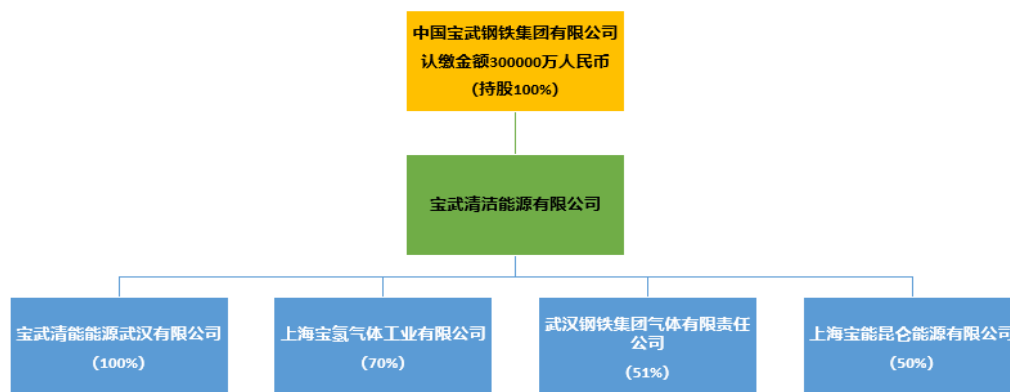 中国宝武钢铁集团有限公司
认缴金额300000万人民币
(持股100%)
宝武清洁能源有限公司
宝武清能能源武汉有限公司
(100%)
上海宝氢气体工业有限公司
(70%)
武汉钢铁集团气体有限责任
公司
(51%)
上海宝能昆仑能源有限公司
(50%)